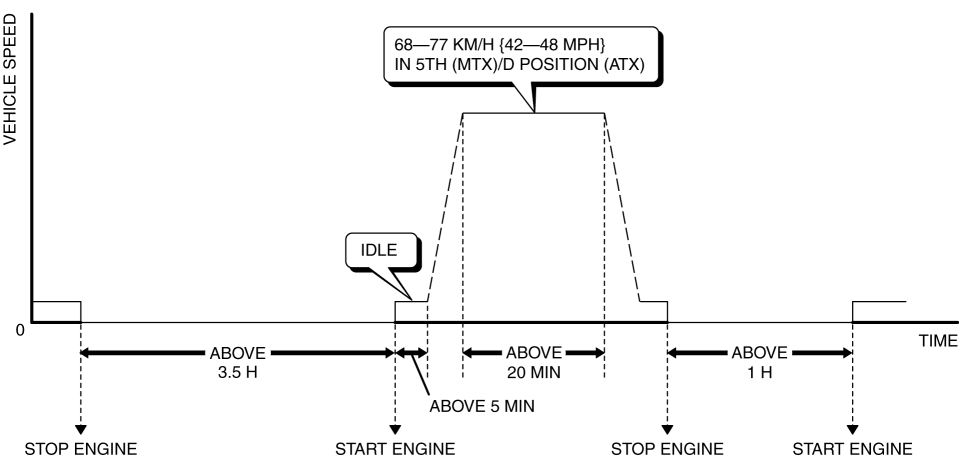 VEHICLE SPEED
68—77 KM/H {42—48 MPH}
IN 5TH (MTX)/D POSITION (ATX)
IDLE
0
TIME
ABOVE
3.5 H
ABOVE
20 MIN
ABOVE
1 H
ABOVE 5 MIN
STOP ENGINE
START ENGINE
STOP ENGINE
START ENGINE